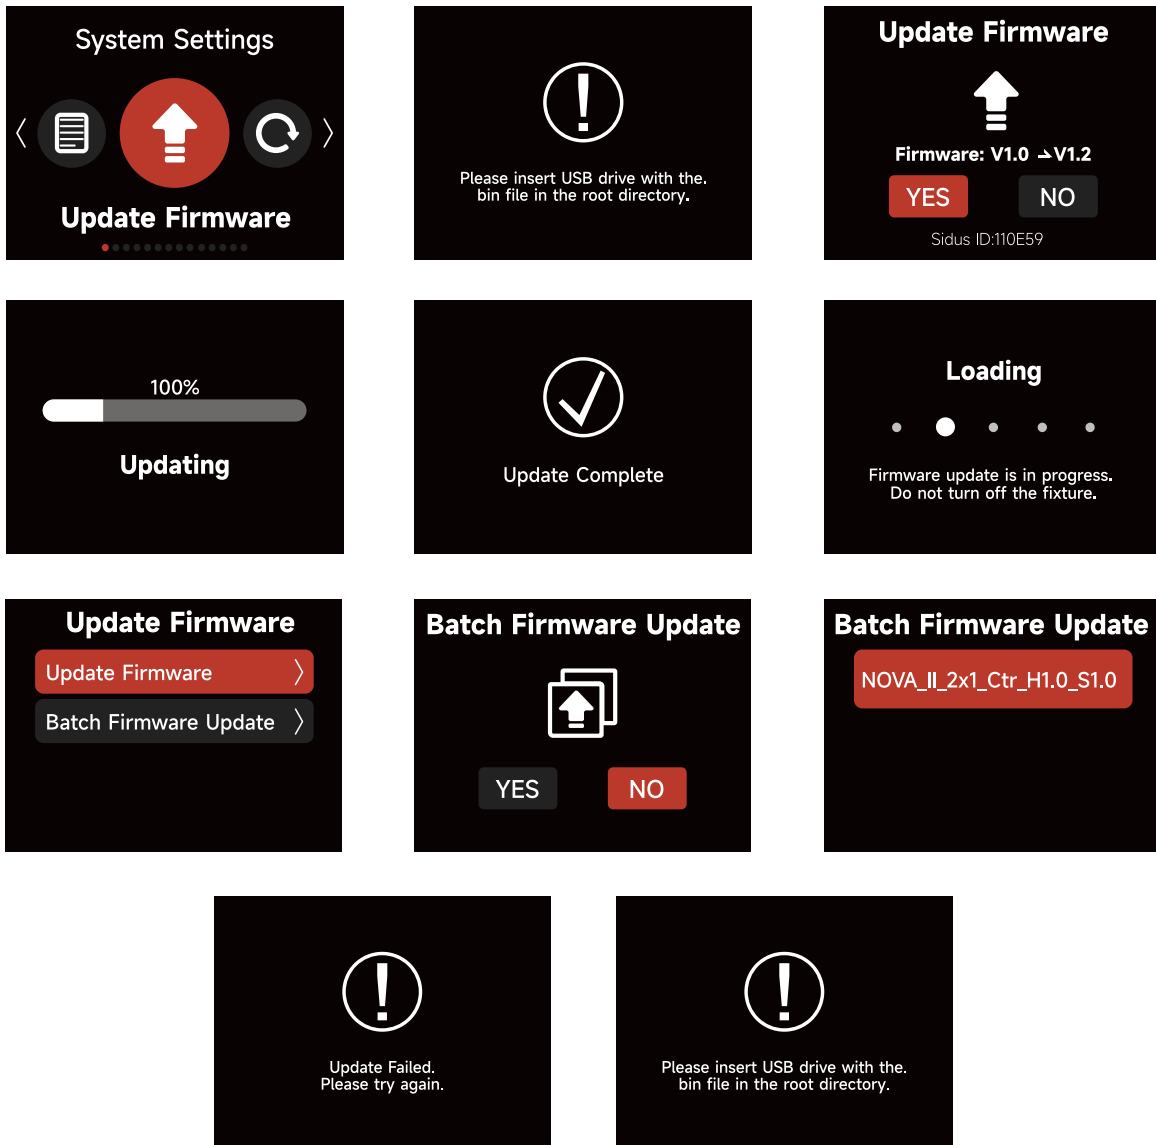 System Settings
Update Firmware
Please insert USB drive with the.
bin file in the root directory.
Update Firmware
Firmware: V1.0 → V1.2
YES NO
Sidus ID:110E59
100%
Updating
Update Complete
Loading
Firmware update is in progress.
Do not turn off the fixture.
Update Firmware
Update Firmware
Batch Firmware Update
Batch Firmware Update
YES NO
Batch Firmware Update
NOVA_II_2x1_Ctr_H1.0_S1.0
Update Failed.
Please try again.
Please insert USB drive with the.
bin file in the root directory.